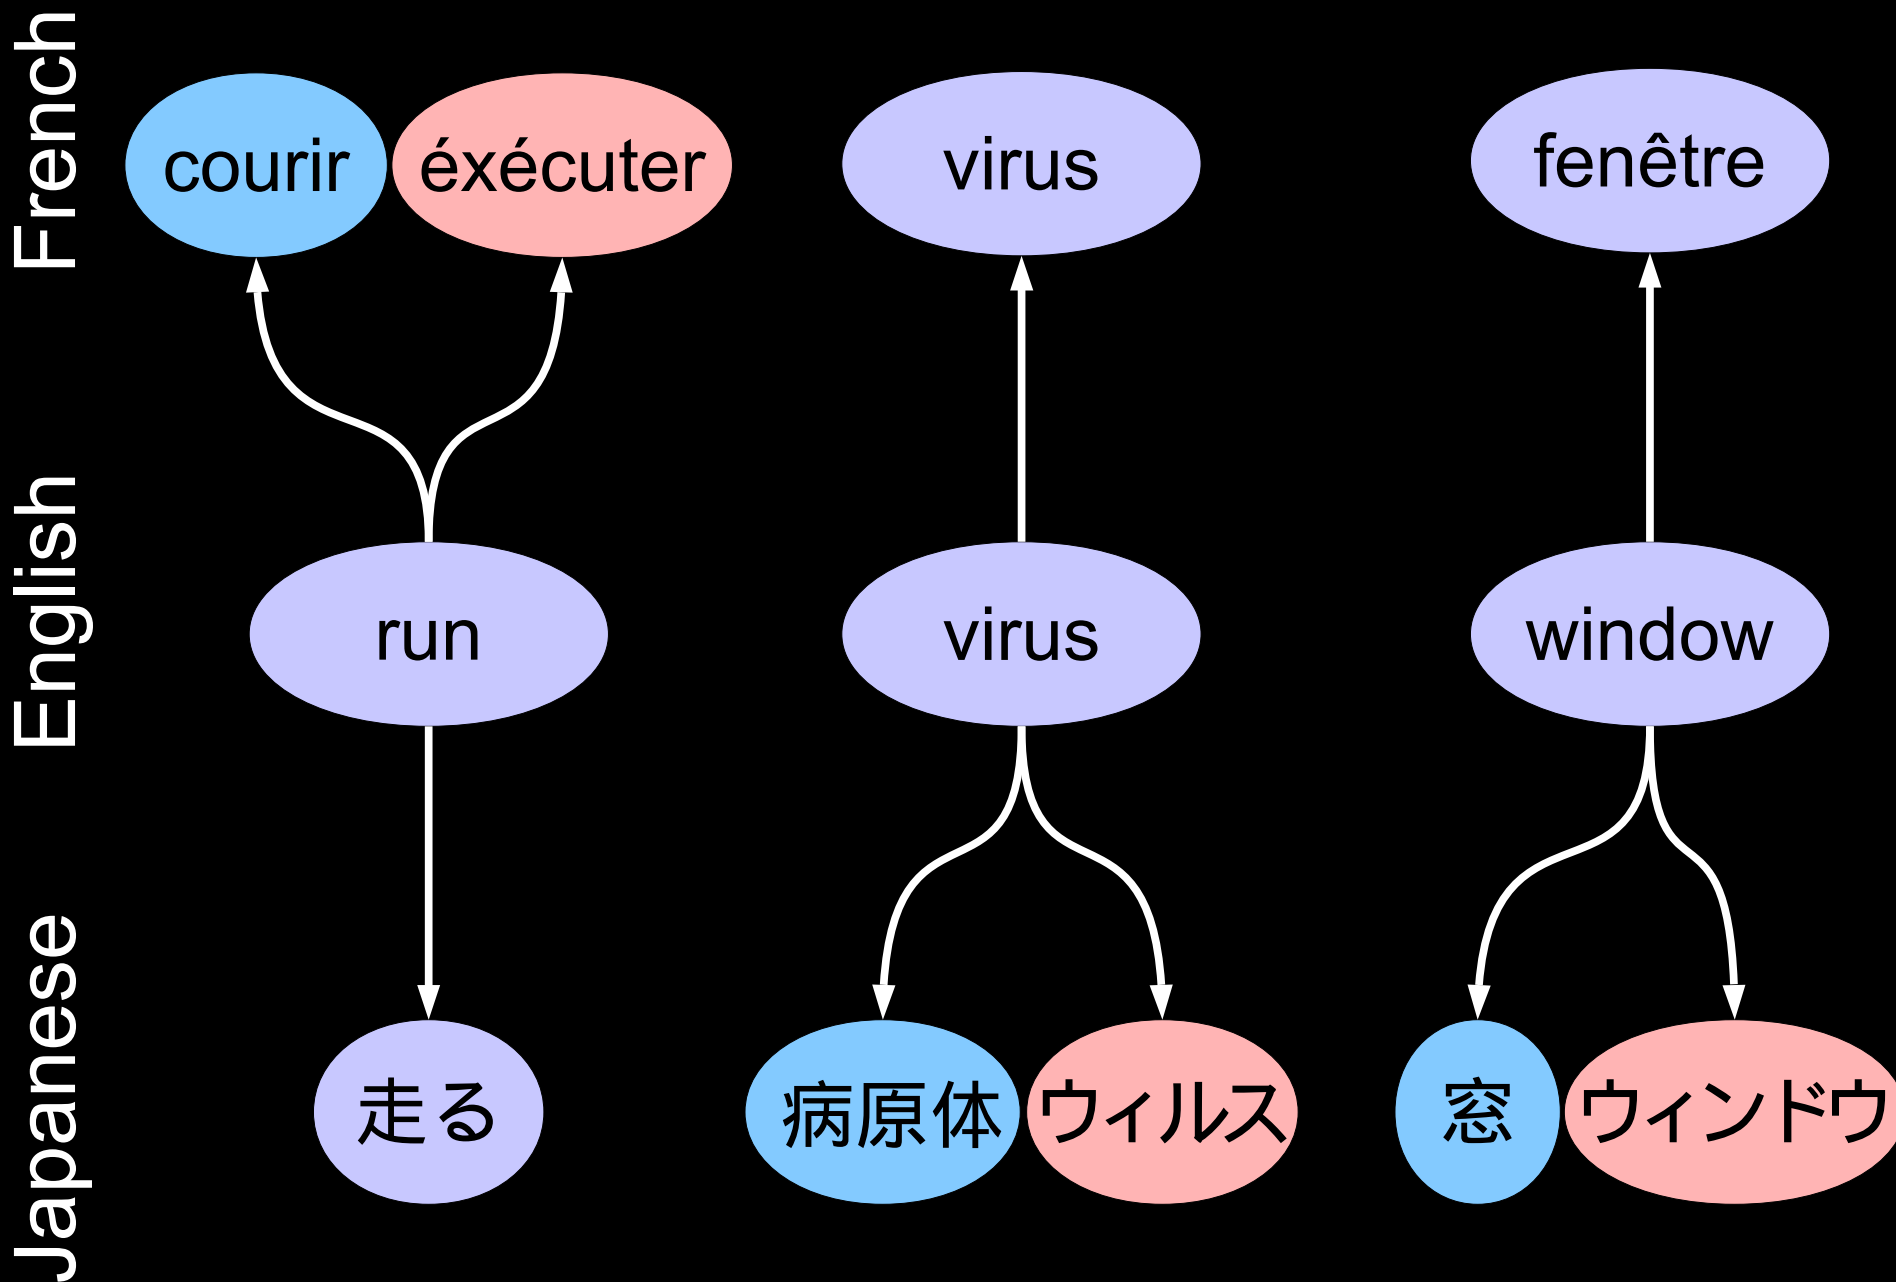 French
courir éxécuter virus fenêtre
English
run virus window
Japanese
走る 病原体 ウィルス 窓 ウィンドウ